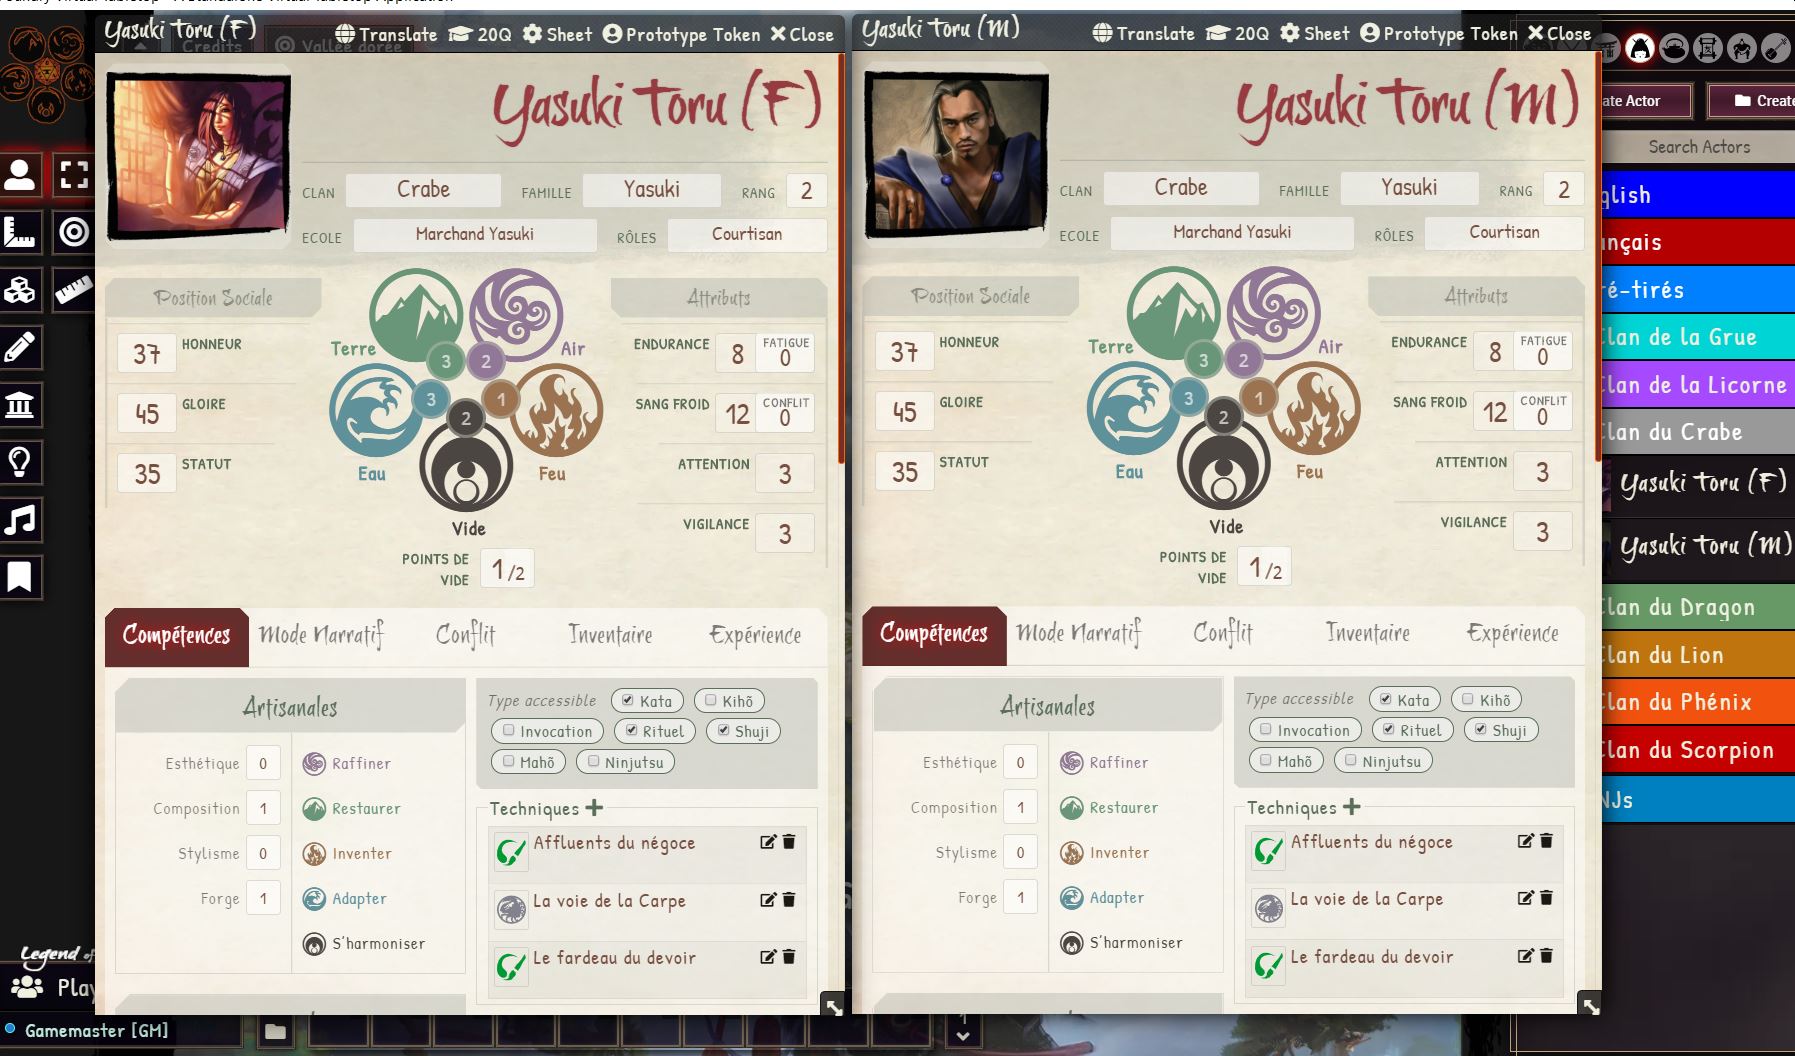 Yasuki Toru (F)
Translate 20Q Sheet Prototype Token Close
Yasuki Toru (F)
CLAN Crabe FAMILLE Yasuki RANG 2
ECOLE Marchand Yasuki RÔLES Courtisan
Position Sociale
37 HONNEUR
45 GLOIRE
35 STATUT
Terre 3 2 Air
3 1
2
Eau Feu
Vide
POINTS DE VIDE 1/2
Attributs
ENDURANCE 8 FATIGUE 0
SANG FROID 12 CONFLIT 0
ATTENTION 3
VIGILANCE 3
Compétences Mode Narratif Conflit Inventaire Expérience
Artisanales
Esthétique 0 Raffiner
Composition 1 Restaurer
Stylisme 0 Inventer
Forge 1 Adapter
S'harmoniser
Type accessible Kata Kihō
Invocation Rituel Shuji
Mahō Ninjutsu
Techniques
Affluents du négoce
La voie de la Carpe
Le fardeau du devoir
Yasuki Toru (M)
Translate 20Q Sheet Prototype Token Close
Yasuki Toru (M)
CLAN Crabe FAMILLE Yasuki RANG 2
ECOLE Marchand Yasuki RÔLES Courtisan
Position Sociale
37 HONNEUR
45 GLOIRE
35 STATUT
Terre 3 2 Air
3 1
2
Eau Feu
Vide
POINTS DE VIDE 1/2
Attributs
ENDURANCE 8 FATIGUE 0
SANG FROID 12 CONFLIT 0
ATTENTION 3
VIGILANCE 3
Compétences Mode Narratif Conflit Inventaire Expérience
Artisanales
Esthétique 0 Raffiner
Composition 1 Restaurer
Stylisme 0 Inventer
Forge 1 Adapter
S'harmoniser
Type accessible Kata Kihō
Invocation Rituel Shuji
Mahō Ninjutsu
Techniques
Affluents du négoce
La voie de la Carpe
Le fardeau du devoir
Actor
Search Actors
Clan de la Grue
Clan de la Licorne
Clan du Crabe
Yasuki Toru (F)
Yasuki Toru (M)
Clan du Dragon
Clan du Lion
Clan du Phénix
Clan du Scorpion
Legend of
Gamemaster [GM]
1